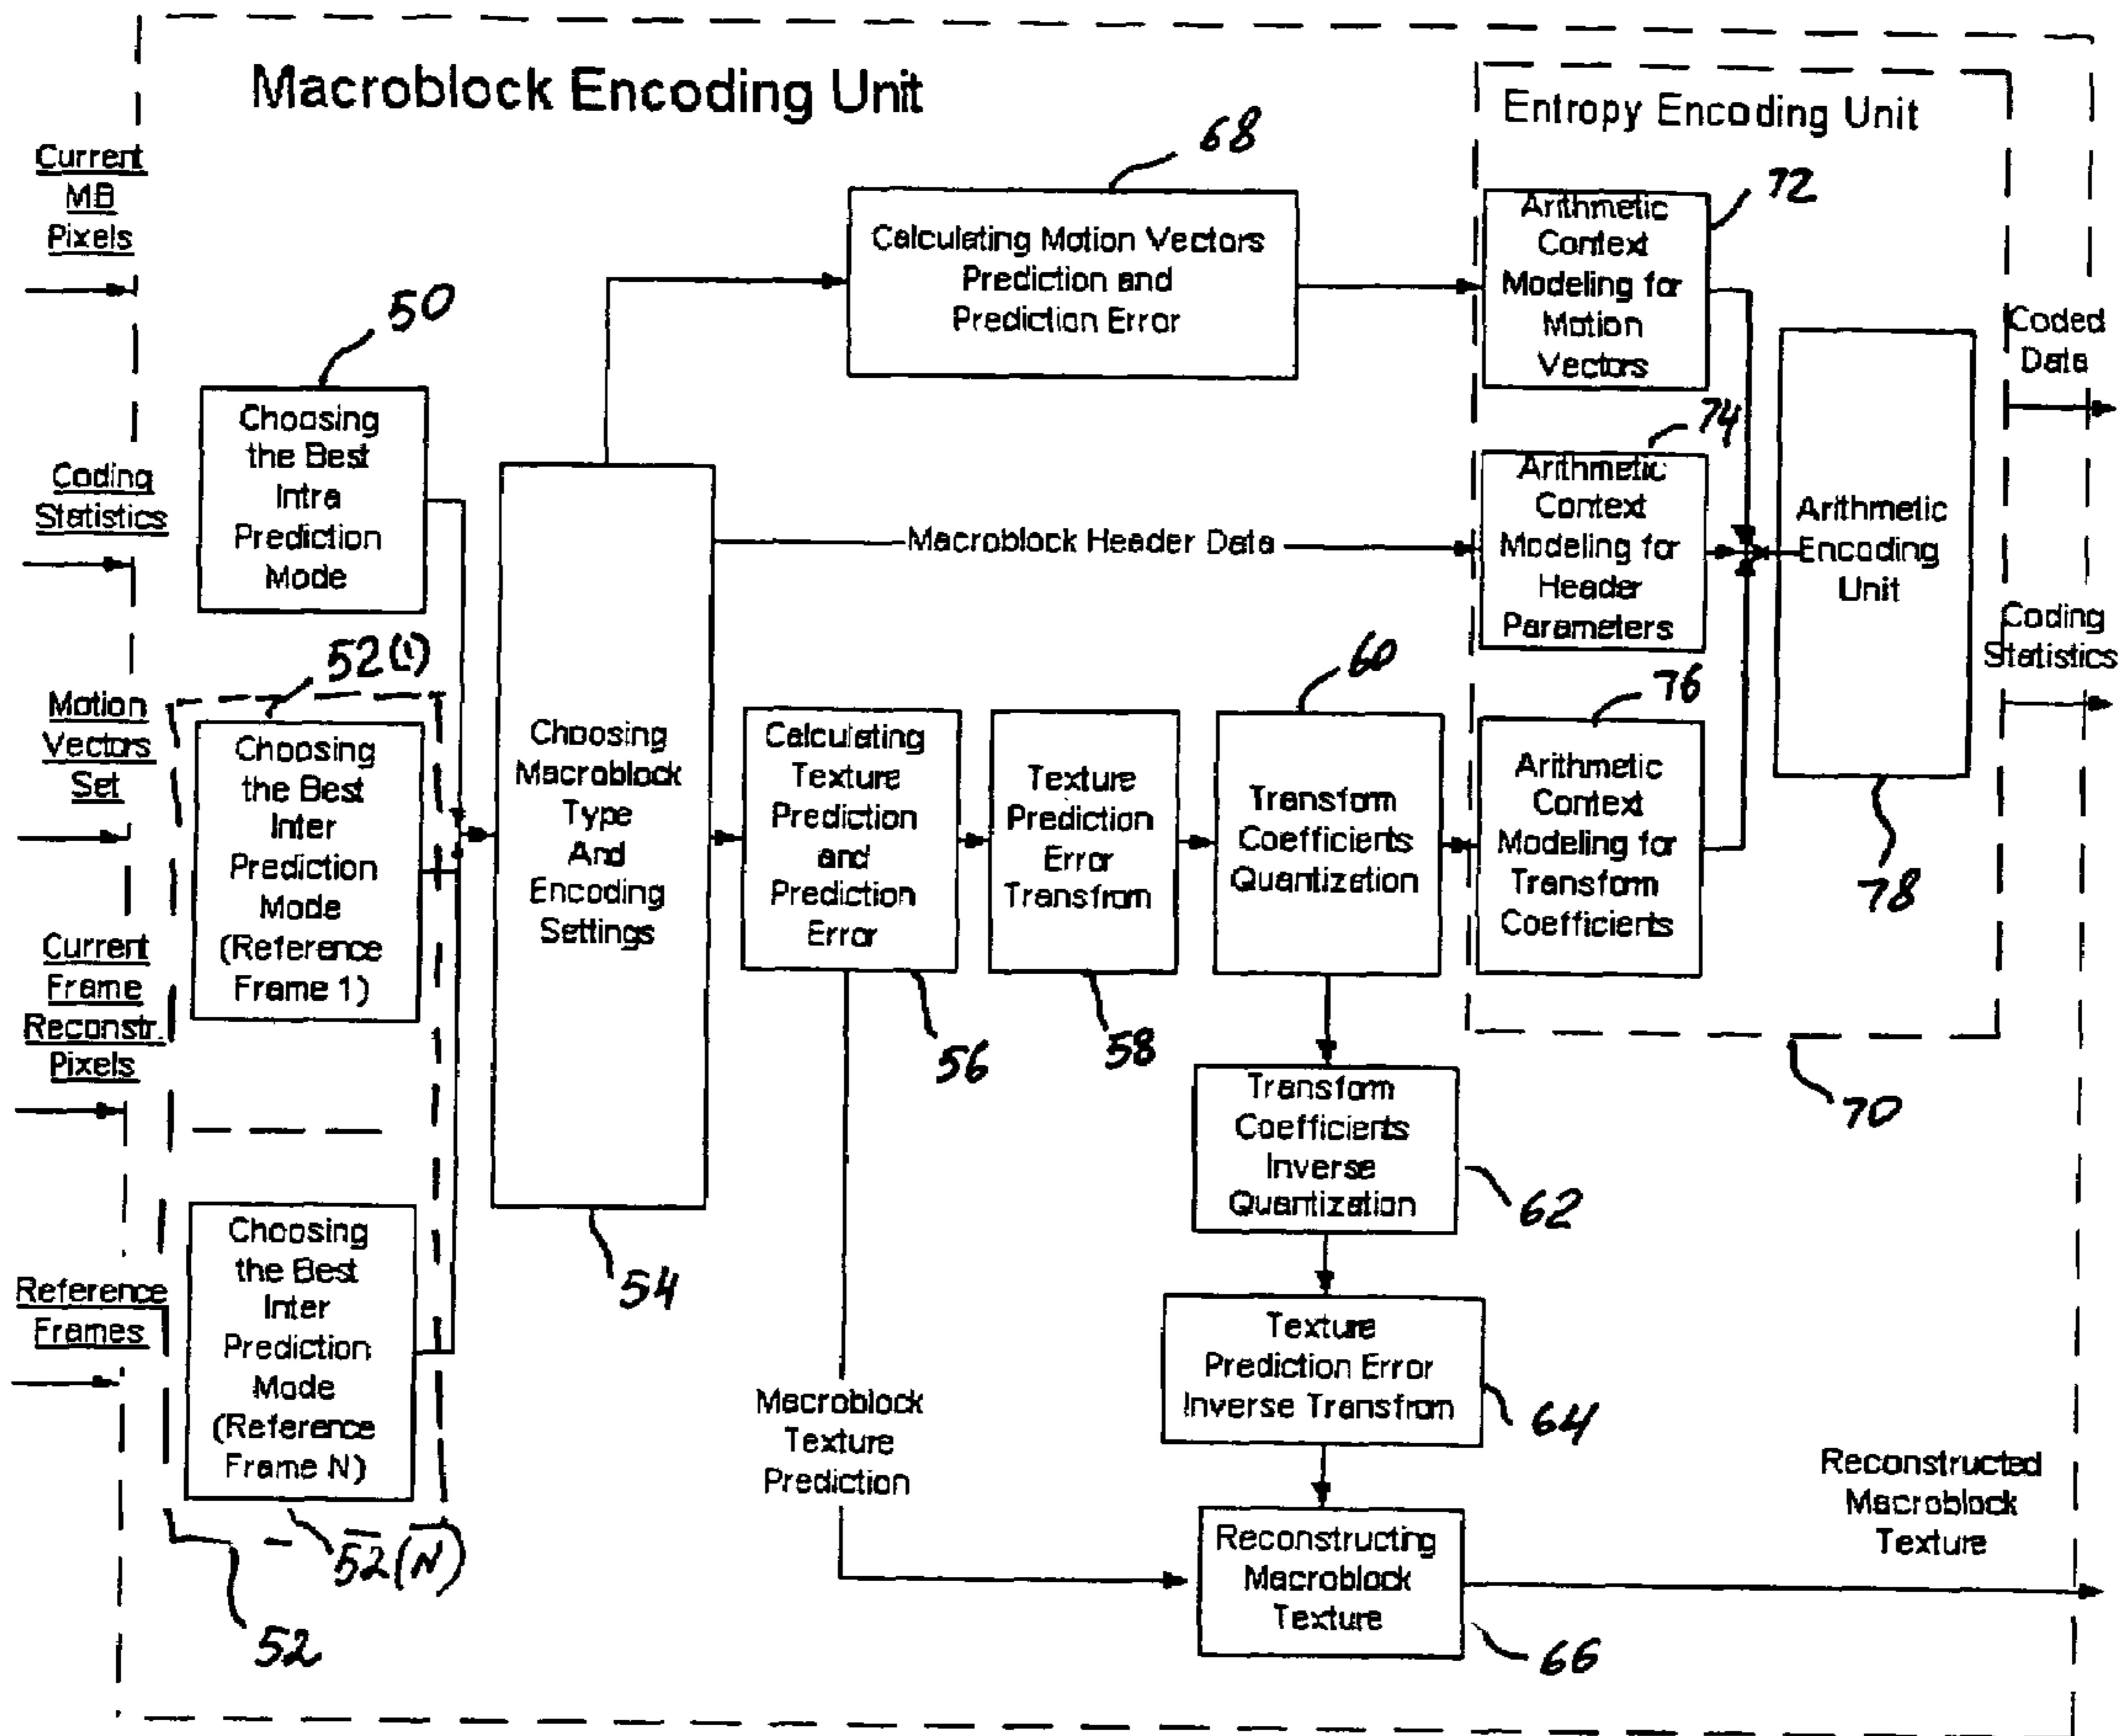 Macroblock Encoding Unit
Entropy Encoding Unit
Current
MB
Pixels
Coding
Statistics
Motion
Vectors
Set
Current
Frame
Reconstr.
Pixels
Reference
Frames
50
Choosing
the Best
Intra
Prediction
Mode
52(1)
Choosing
the Best
Inter
Prediction
Mode
(Reference
Frame 1)
Choosing
the Best
Inter
Prediction
Mode
(Reference
Frame N)
52(N)
52
Choosing
Macroblock
Type
And
Encoding
Settings
54
68
Calculating Motion Vectors
Prediction and
Prediction Error
Macroblock Header Data
Calculating
Texture
Prediction
and
Prediction
Error
56
Texture
Prediction
Error
Transfrom
58
60
Transform
Coefficients
Quantization
72
Arithmetic
Context
Modeling for
Motion
Vectors
74
Arithmetic
Context
Modeling for
Header
Parameters
76
Arithmetic
Context
Modeling for
Transform
Coefficients
Arithmetic
Encoding
Unit
78
70
Coded
Data
Coding
Statistics
Transform
Coefficients
Inverse
Quantization
62
Texture
Prediction Error
Inverse Transfrom
64
Macroblock
Texture
Prediction
Reconstructing
Macroblock
Texture
66
Reconstructed
Macroblock
Texture